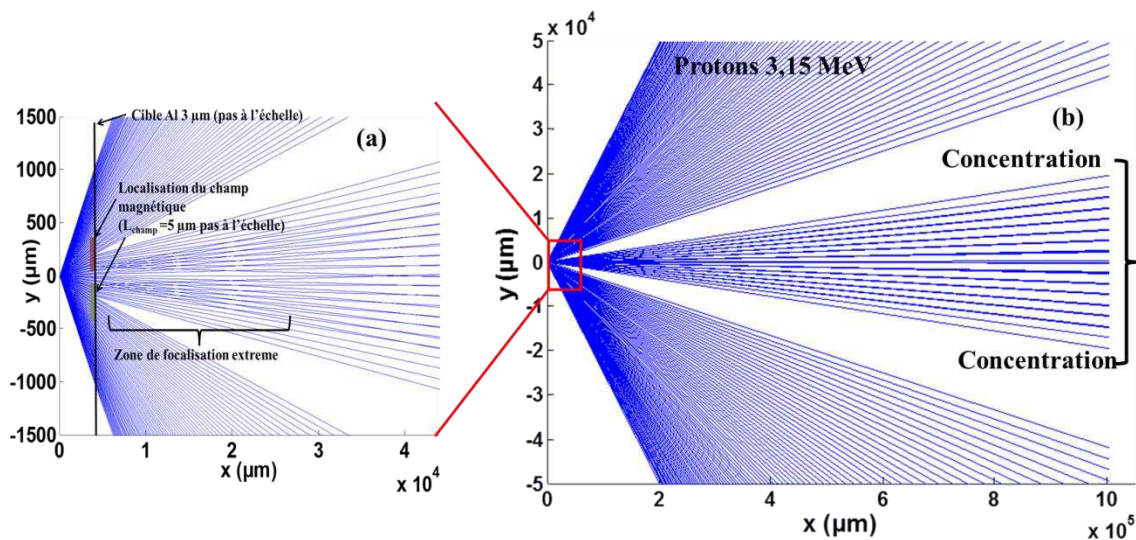 1500
1000
500
0
-500
-1000
-1500
y (µm)
Cible Al 3 µm (pas à l'échelle)
(a)
Localisation du champ
magnétique
(Lchamp =5 µm pas à l'échelle)
Zone de focalisation extreme
0 1 2 3 4
x (µm)
x 10^4
x 10^4
5
4
3
2
1
0
-1
-2
-3
-4
-5
y (µm)
Protons 3,15 MeV
(b)
Concentration
Concentration
0 2 4 6 8 10
x (µm)
x 10^5